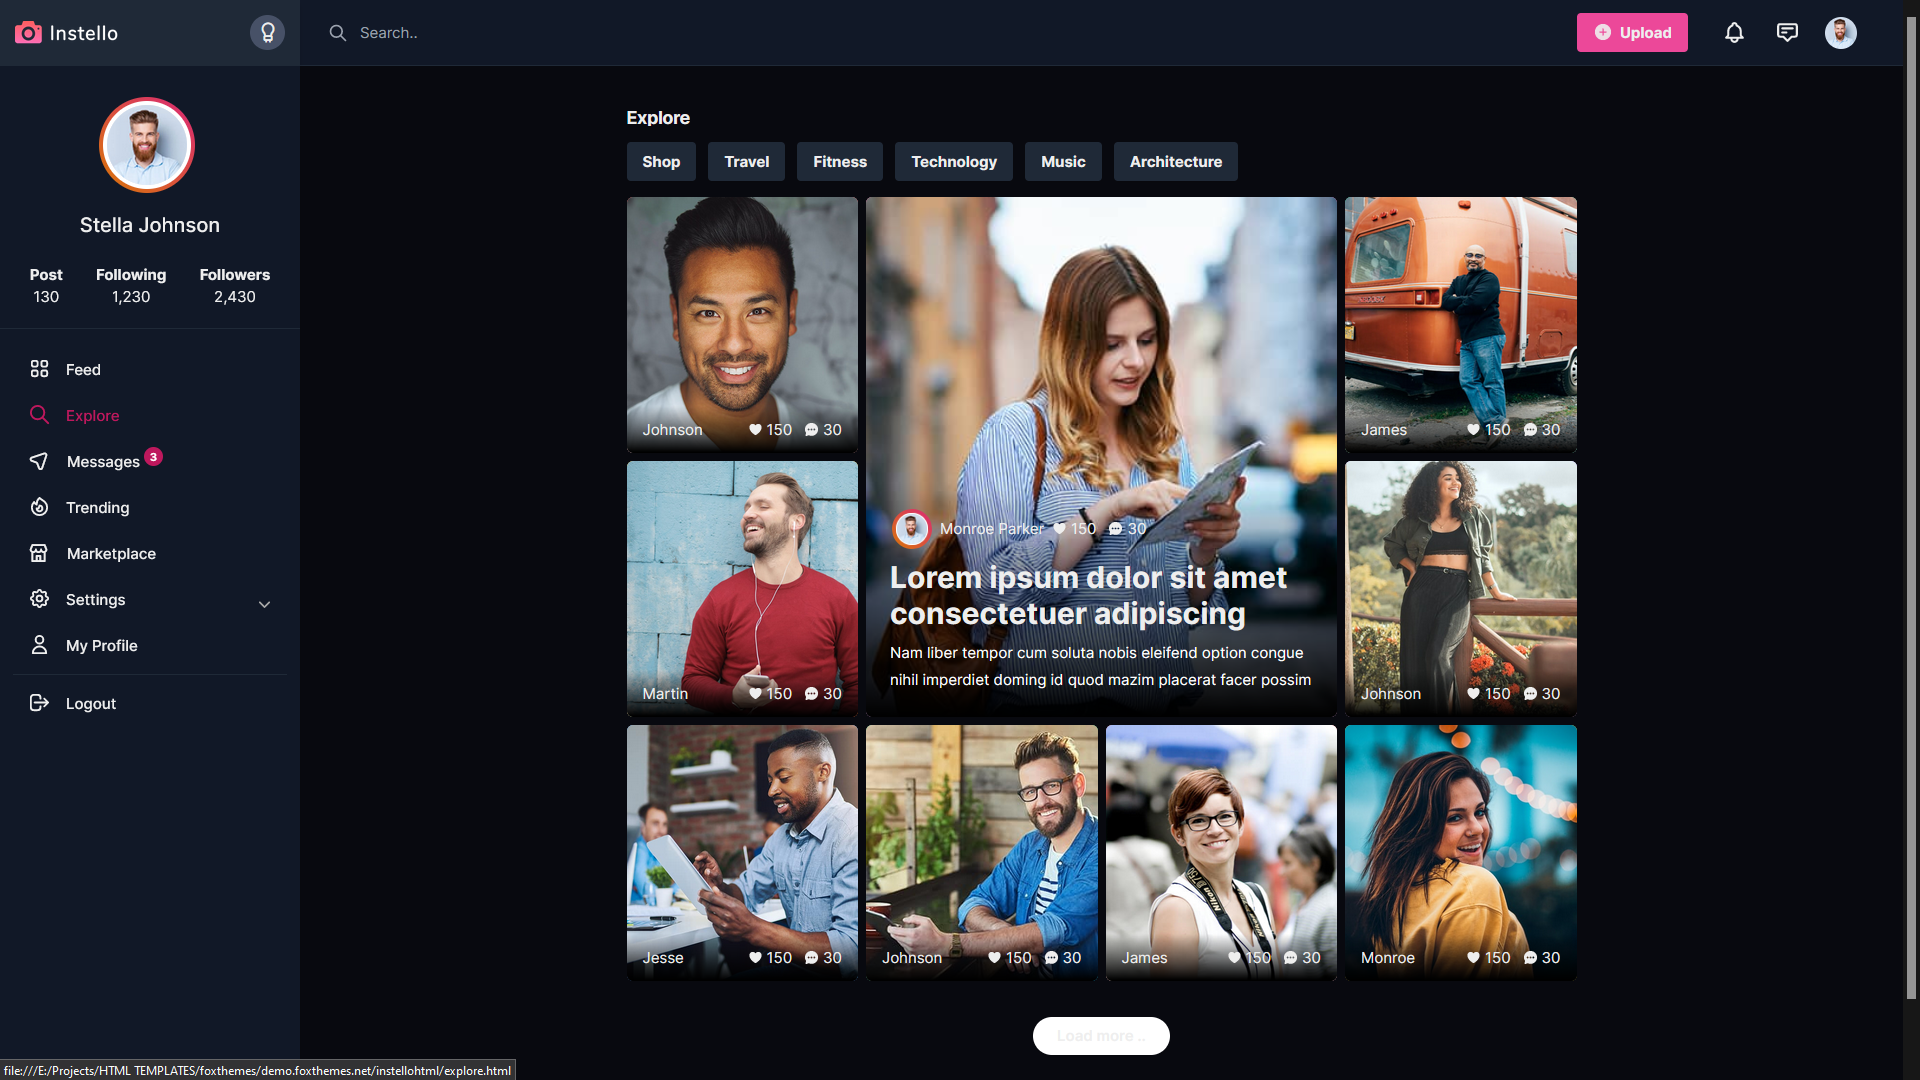 Instello
Search..
Upload
Stella Johnson
Post
130
Following
1,230
Followers
2,430
Feed
Explore
Messages 3
Trending
Marketplace
Settings
My Profile
Logout
Explore
Shop
Travel
Fitness
Technology
Music
Architecture
Johnson 150 30
Monroe Parker 150 30
Lorem ipsum dolor sit amet
consectetuer adipiscing
Nam liber tempor cum soluta nobis eleifend option congue
nihil imperdiet doming id quod mazim placerat facer possim
James 150 30
Martin 150 30
Johnson 150 30
Jesse 150 30
Johnson 150 30
James 150 30
Nikon
Monroe 150 30
Load more ..
file:///E:/Projects/HTML TEMPLATES/foxthemes/demo.foxthemes.net/instellohtml/explore.html